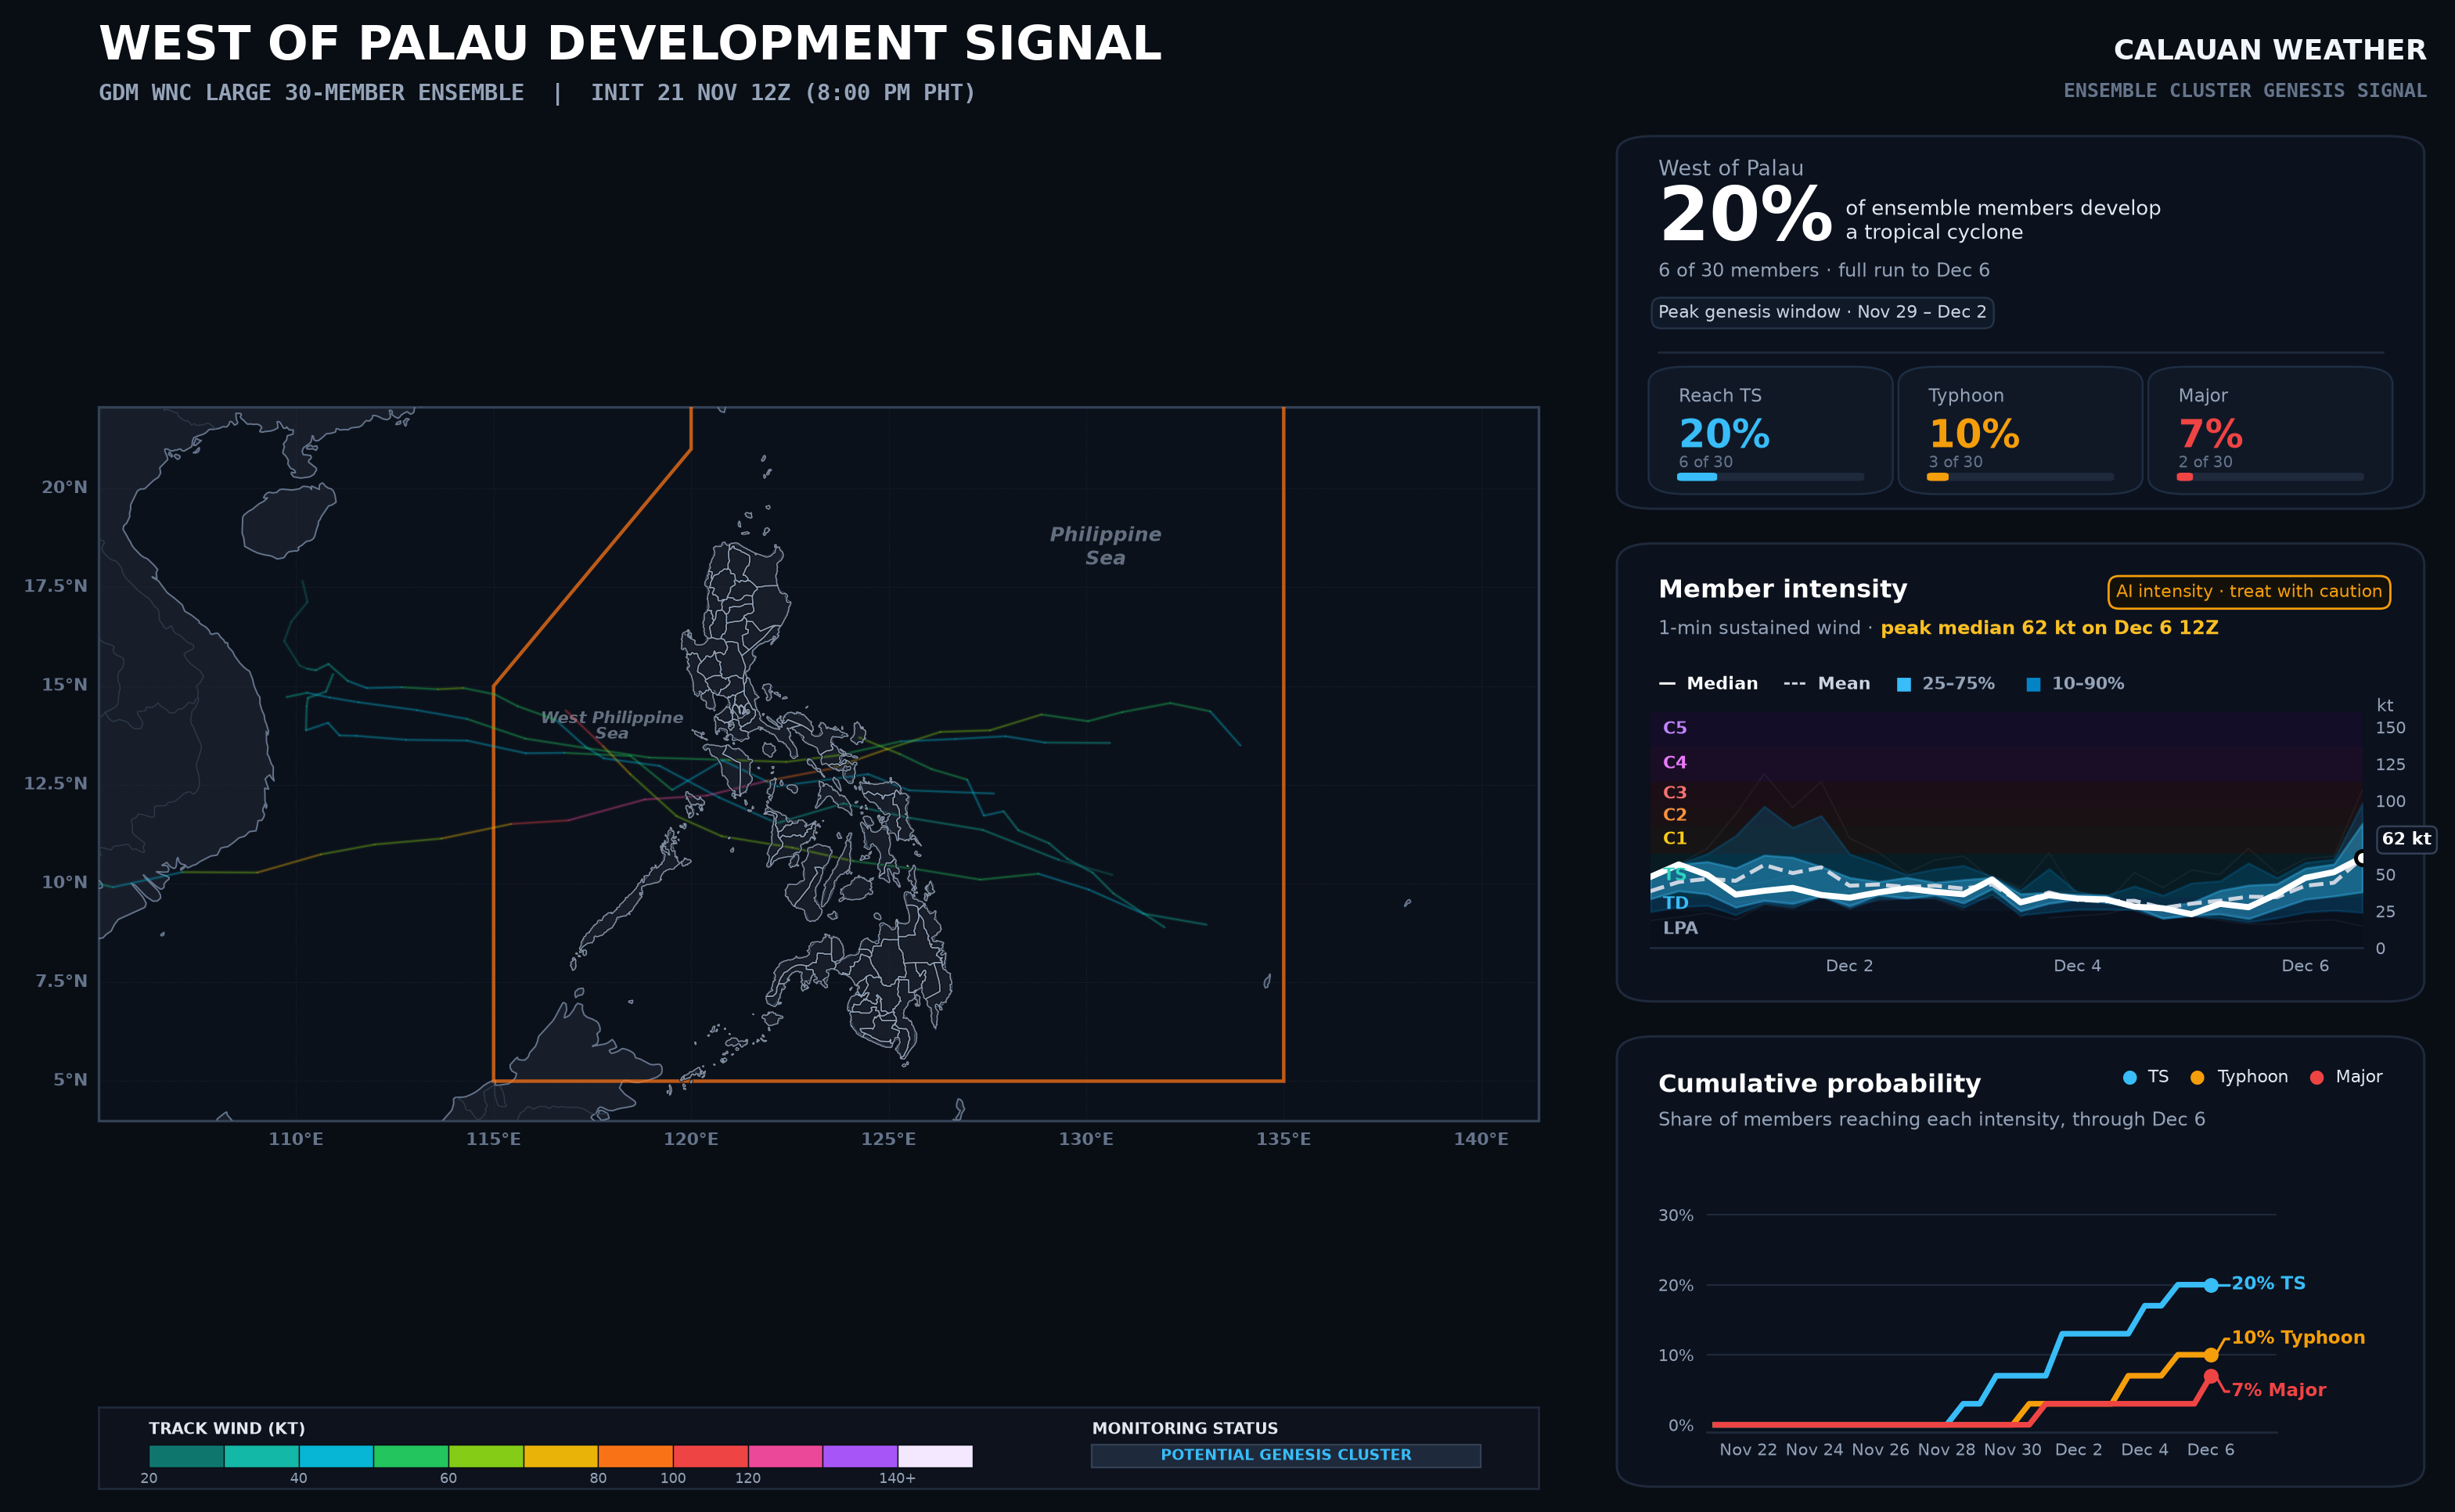 WEST OF PALAU DEVELOPMENT SIGNAL
GDM WNC LARGE 30-MEMBER ENSEMBLE | INIT 21 NOV 12Z (8:00 PM PHT)
CALAUAN WEATHER
ENSEMBLE CLUSTER GENESIS SIGNAL
20°N
17.5°N
15°N
12.5°N
10°N
7.5°N
5°N
110°E 115°E 120°E 125°E 130°E 135°E 140°E
Philippine
Sea
West Philippine
Sea
TRACK WIND (KT)
20 40 60 80 100 120 140+
MONITORING STATUS
POTENTIAL GENESIS CLUSTER
West of Palau
20% of ensemble members develop
a tropical cyclone
6 of 30 members · full run to Dec 6
Peak genesis window · Nov 29 – Dec 2
Reach TS
20%
6 of 30
Typhoon
10%
3 of 30
Major
7%
2 of 30
Member intensity
AI intensity · treat with caution
1-min sustained wind · peak median 62 kt on Dec 6 12Z
Median Mean 25–75% 10–90%
kt
C5
C4
C3
C2
C1
TS
TD
LPA
150
125
100
62 kt
50
25
0
Dec 2 Dec 4 Dec 6
Cumulative probability
TS Typhoon Major
Share of members reaching each intensity, through Dec 6
30%
20%
10%
0%
20% TS
10% Typhoon
7% Major
Nov 22 Nov 24 Nov 26 Nov 28 Nov 30 Dec 2 Dec 4 Dec 6